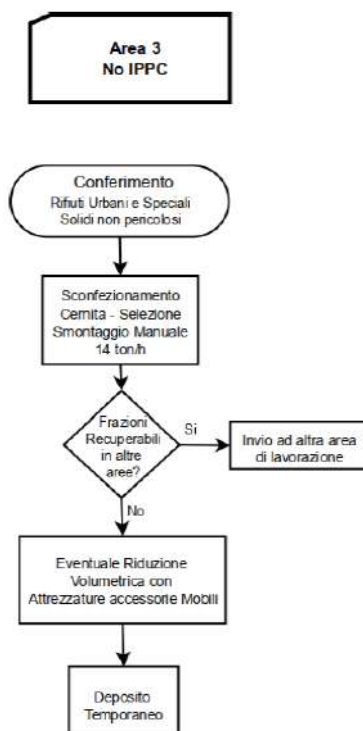 Area 3
No IPPC
Conferimento
Rifiuti Urbani e Speciali
Solidi non pericolosi
Sconfezionamento
Cernita - Selezione
Smontaggio Manuale
14 ton/h
Frazioni
Recuperabili
in altre
aree?
Si
Invio ad altra area
di lavorazione
No
Eventuale Riduzione
Volumetrica con
Attrezzature accessorie Mobili
Deposito
Temporaneo